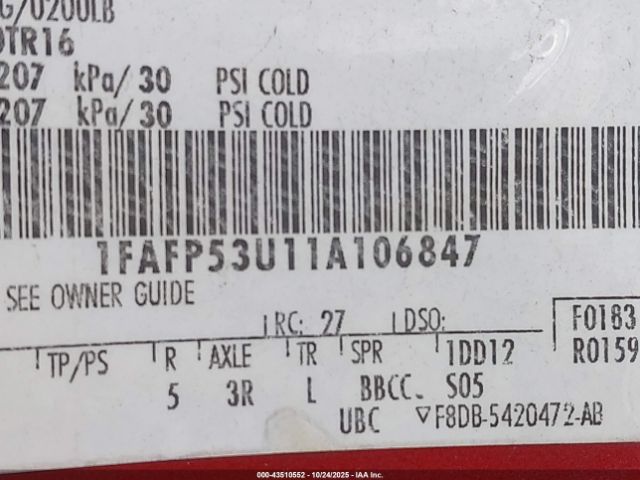 G/0200LB
0TR16
207 kPa/ 30 PSI COLD
207 kPa/ 30 PSI COLD
1FAFP53U11A106847
SEE OWNER GUIDE
RC: 27 DSO:
F0183
TP/PS R AXLE TR SPR 1DD12 R0159
5 3R L BBCC. S05
UBC ▽F8DB-5420472-AB
000-43510552 | 10/24/2025 | IAA Inc.